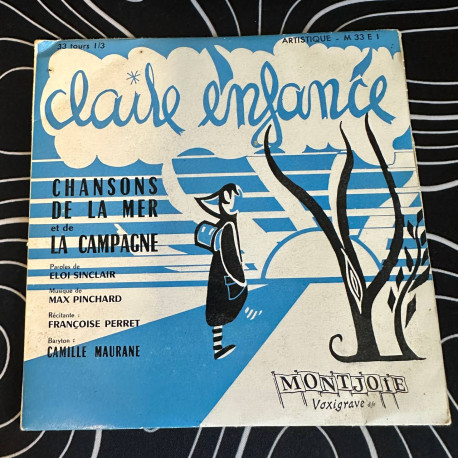 33 tours 1/3
ARTISTIQUE - M 33 E 1
claire enfance
CHANSONS
DE LA MER
et de
LA CAMPAGNE
Paroles de
ELOI SINCLAIR
Musique de
MAX PINCHARD
Récitante :
FRANÇOISE PERRET
Baryton :
CAMILLE MAURANE
MONTJOIE
Voxigrave